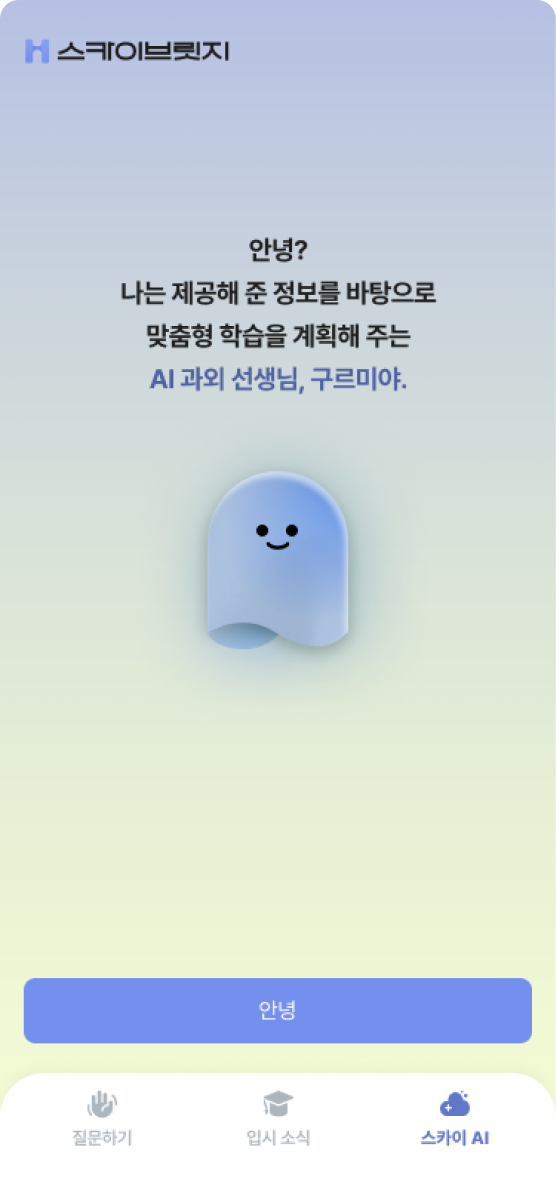 스카이브릿지
안녕?
나는 제공해 준 정보를 바탕으로
맞춤형 학습을 계획해 주는
AI 과외 선생님, 구르미야.
안녕
질문하기
입시 소식
스카이 AI